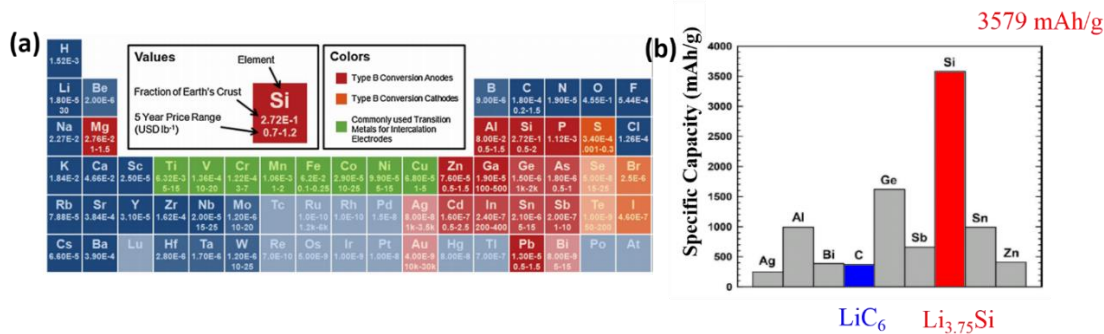 3579 mAh/g
(a)
Values
Element
Fraction of Earth's Crust
5 Year Price Range
(USD lb⁻¹)
Si
2.72E-1
0.7-1.2
Colors
Type B Conversion Anodes
Type B Conversion Cathodes
Commonly used Transition
Metals for Intercalation
Electrodes
H
1.52E-3
Li Be B C N O F
1.80E-5 2.00E-6 9.00E-6 1.80E-4 1.90E-5 4.55E-1 5.44E-4
30 0.2-1.5
Na Mg Al Si P S Cl
2.27E-2 2.76E-2 8.00E-2 2.72E-1 1.12E-3 3.40E-4 1.26E-4
1-1.5 0.5-1.5 0.5-2 .001-0.3
K Ca Sc Ti V Cr Mn Fe Co Ni Cu Zn Ga Ge As Se Br
1.84E-2 4.66E-2 2.50E-5 6.32E-3 1.36E-4 1.22E-4 1.06E-3 6.2E-2 2.90E-5 9.90E-5 6.80E-5 7.60E-5 1.90E-5 1.50E-6 1.80E-6 5.00E-8 2.5E-6
5-15 10-20 3-7 1-2 0.1-0.25 10-25 5-15 1-5 0.5-1.5 100-500 1k-2k 0.5-1 15-25
Rb Sr Y Zr Nb Mo Tc Ru Rh Pd Ag Cd In Sn Sb Te I
7.88E-5 3.84E-4 3.10E-5 1.62E-4 2.00E-5 1.20E-6 1.0E-10 1.0E-10 1.5E-8 8.00E-8 1.60E-7 2.40E-7 2.10E-6 2.00E-7 1.00E-9 4.60E-7
15-25 10-20 1.2k-6k 1k-3.5k 0.5-2.5 200-400 5-15 1-10 50-200
Cs Ba Lu Hf Ta W Re Os Ir Pt Au Hg Tl Pb Bi Po At
6.60E-5 3.90E-4 2.80E-6 1.70E-6 1.20E-6 7.0E-10 5.00E-9 1.00E-9 1.00E-8 4.00E-9 8.00E-8 7.00E-7 1.30E-5 8.00E-9
10-25 10k-30k 0.5-1.5 5-15
(b)
Specific Capacity (mAh/g)
4000
3500
3000
2500
2000
1500
1000
500
0
Ag
Al
Bi
C
Ge
Sb
Si
Sn
Zn
LiC₆
Li₃.₇₅Si